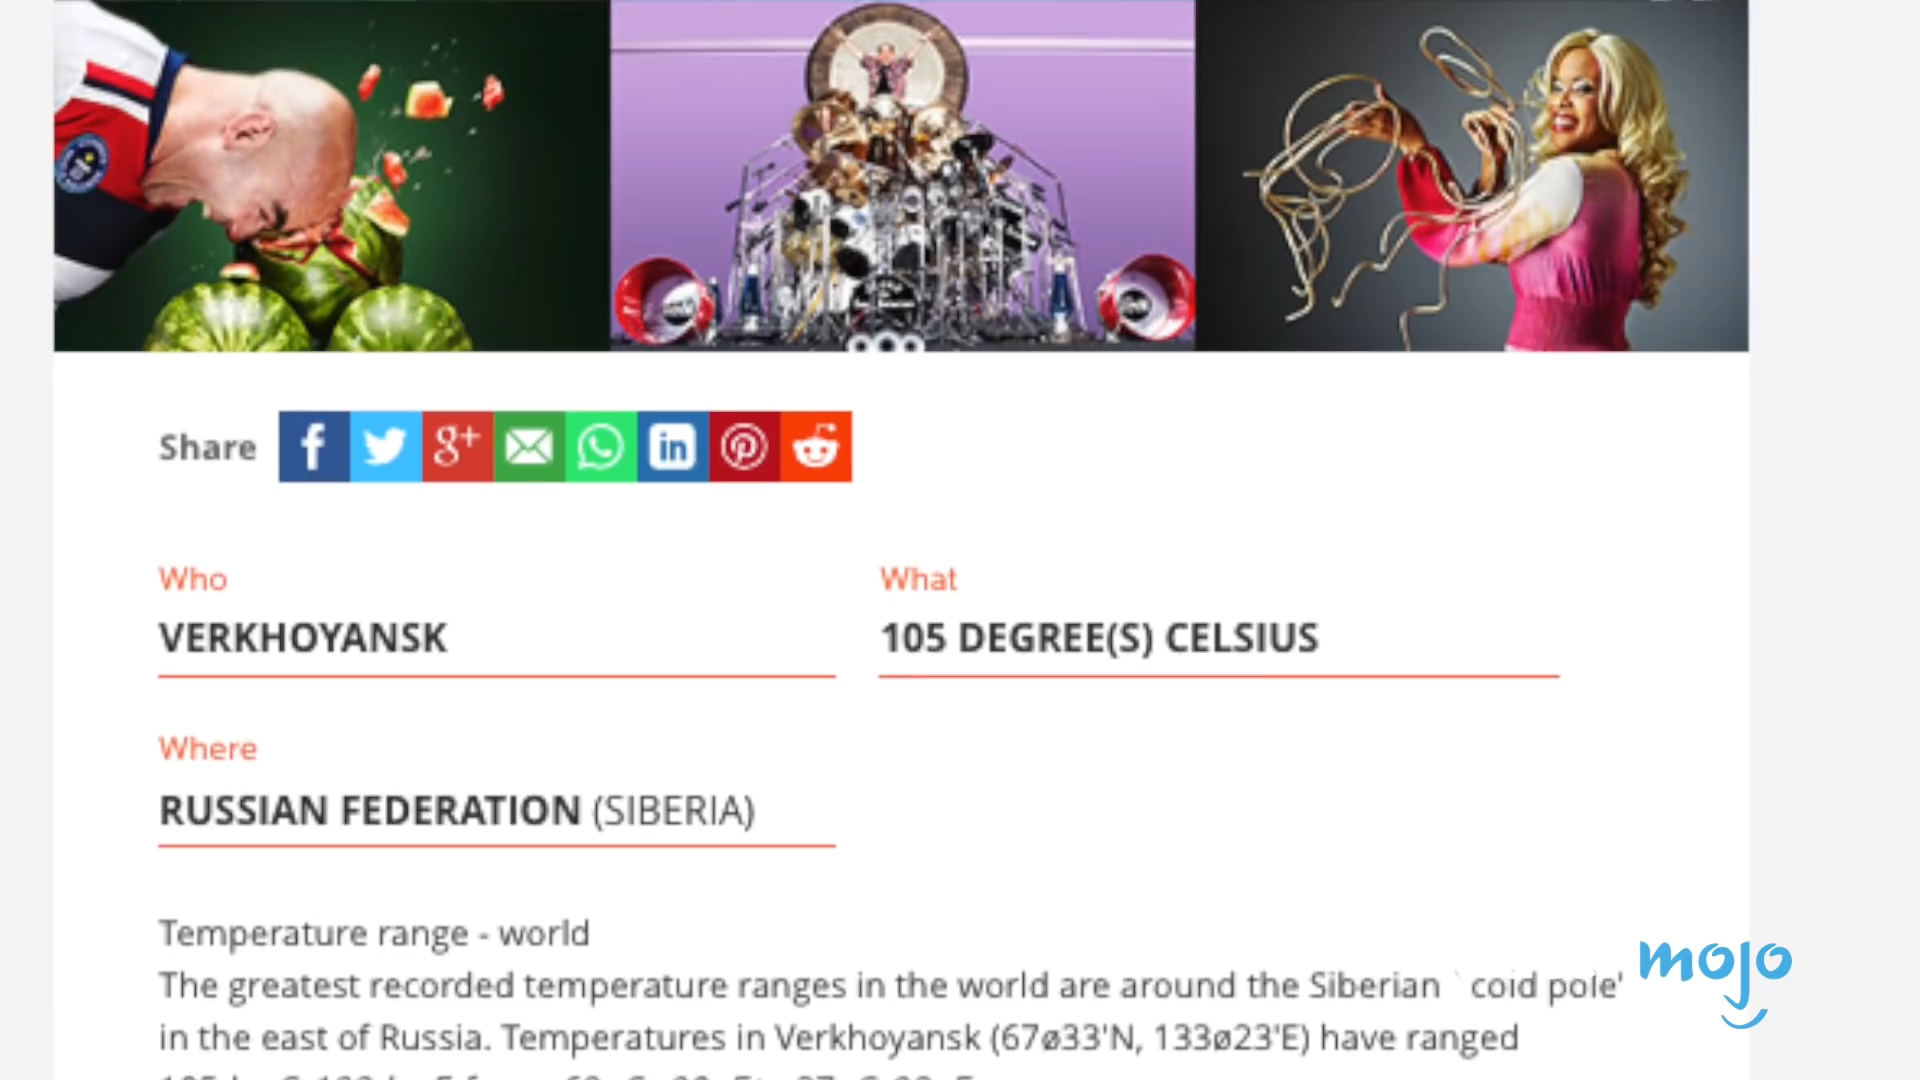 Share
Who
What
VERKHOYANSK
105 DEGREE(S) CELSIUS
Where
RUSSIAN FEDERATION (SIBERIA)
Temperature range - world
The greatest recorded temperature ranges in the world are around the Siberian ` cold pole'
in the east of Russia. Temperatures in Verkhoyansk (67ø33'N, 133ø23'E) have ranged
mojo